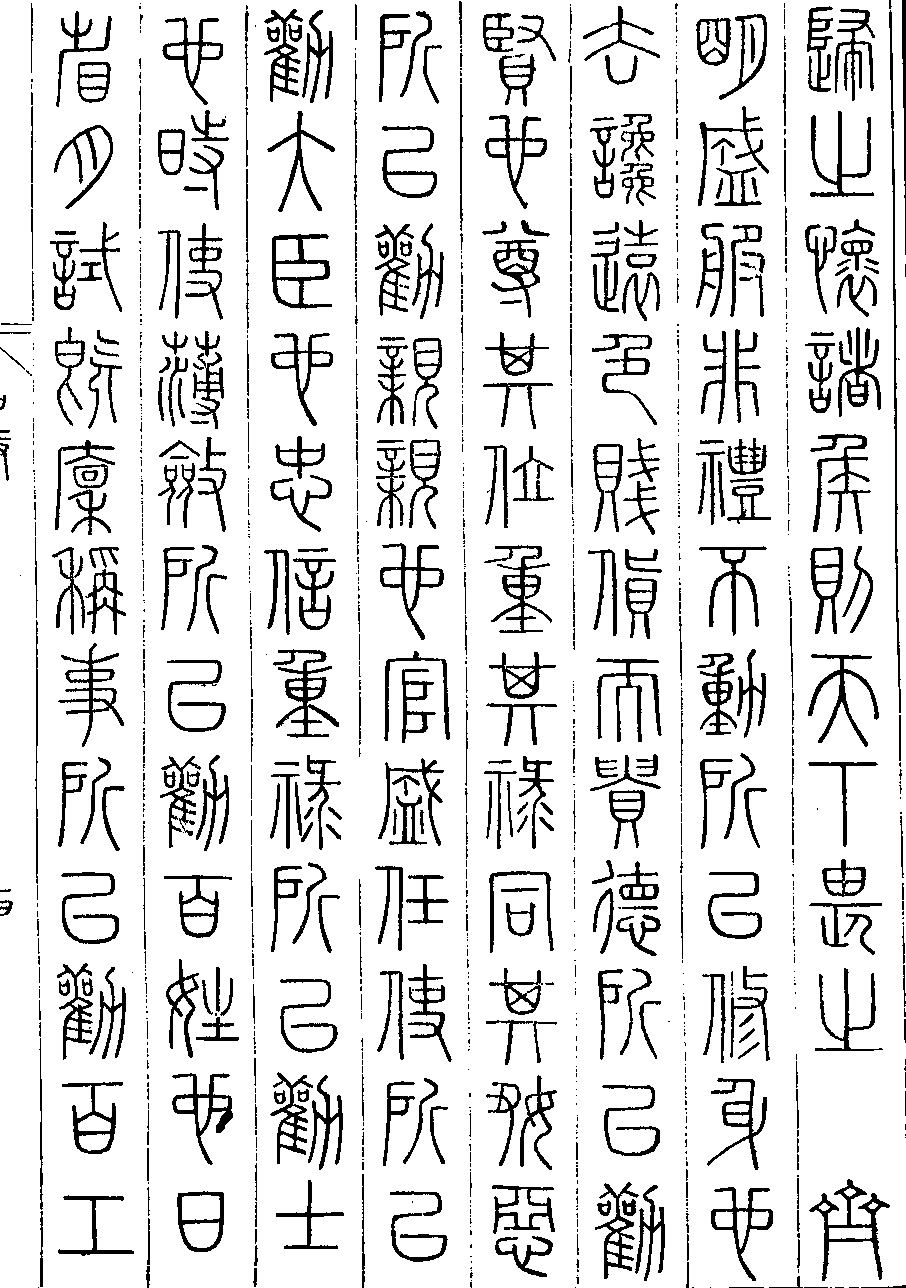 歸之懷諸侯則天下畏之 齊
明盛服非禮不動所以修身也
去讒遠色賤貨而貴德所以勸
賢也尊其位重其祿同其好惡
所以勸親親也官盛任使所以
勸大臣也忠信重祿所以勸士
也時使薄斂所以勸百姓也日
省月試既稟稱事所以勸百工